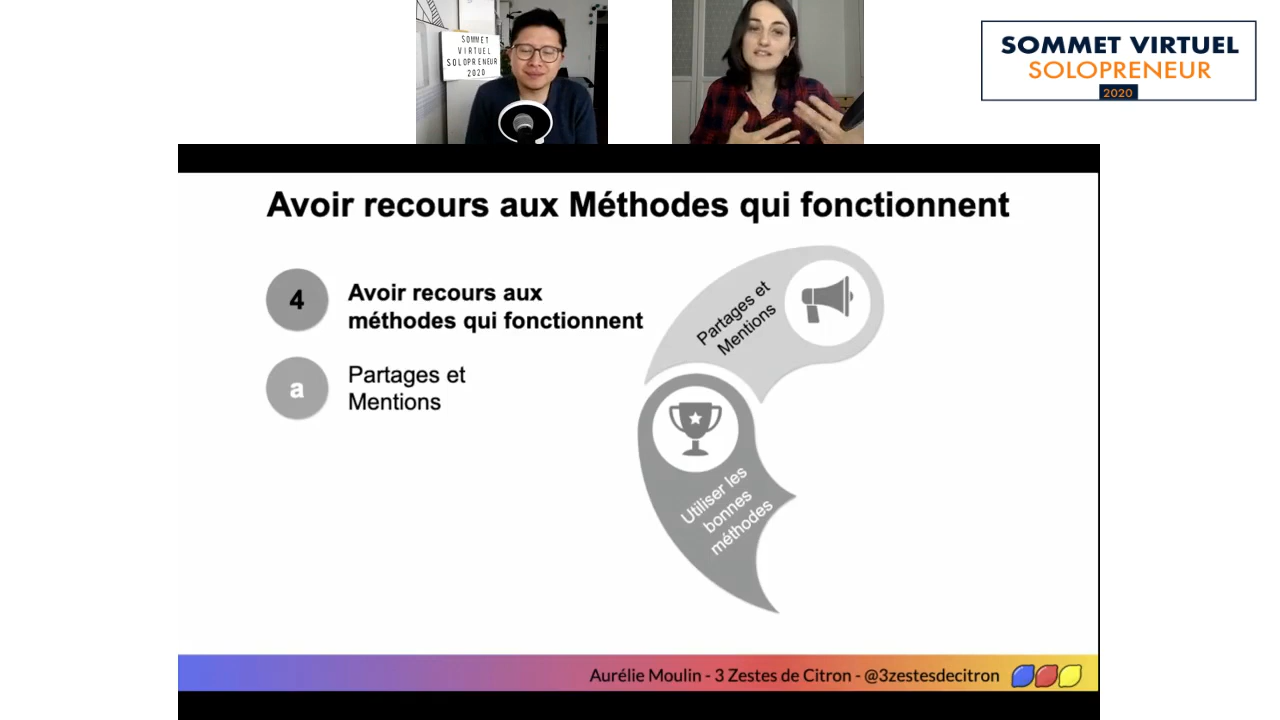 SOMMET
VIRTUEL
SOLOPRENEUR
2020
SOMMET VIRTUEL
SOLOPRENEUR
2020
Avoir recours aux Méthodes qui fonctionnent
4
Avoir recours aux
méthodes qui fonctionnent
a
Partages et
Mentions
Partages et
Mentions
Utiliser les
bonnes
méthodes
Aurélie Moulin - 3 Zestes de Citron - @3zestesdecitron